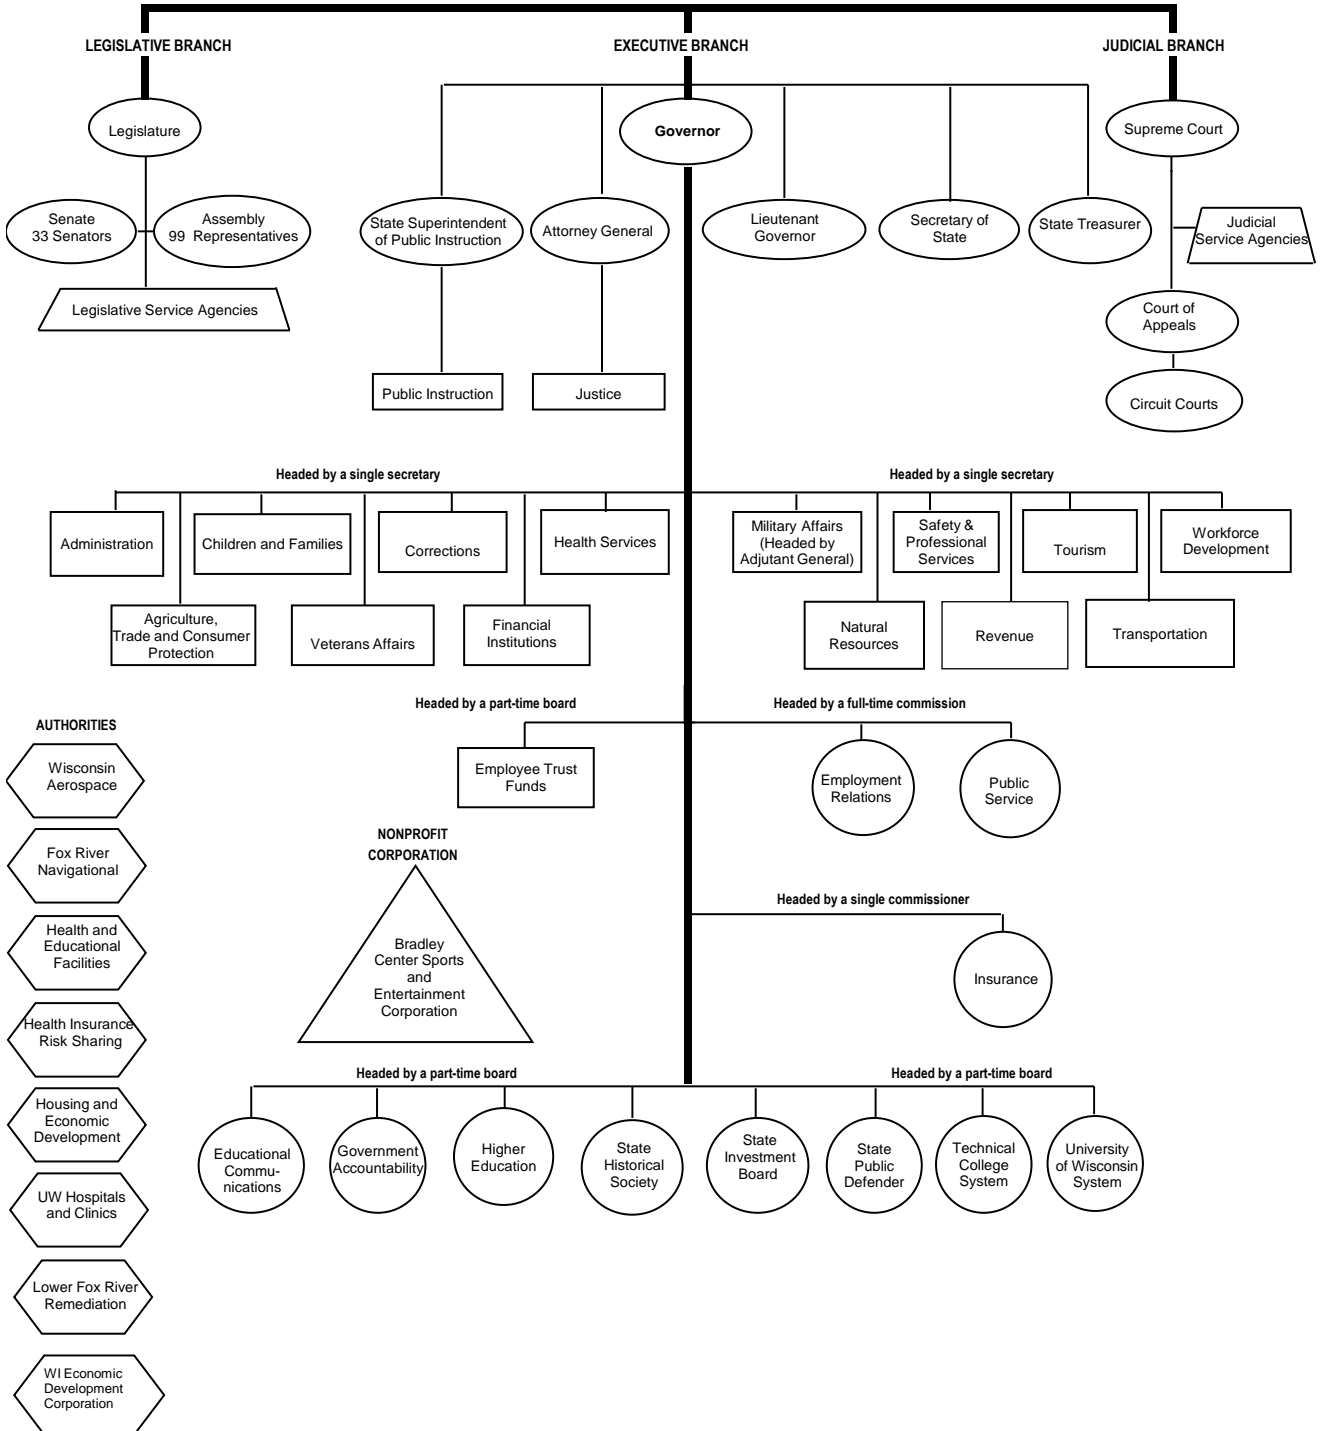 LEGISLATIVE BRANCH
EXECUTIVE BRANCH
JUDICIAL BRANCH
Legislature
Governor
Supreme Court
Senate
33 Senators
Assembly
99 Representatives
State Superintendent
of Public Instruction
Attorney General
Lieutenant
Governor
Secretary of
State
State Treasurer
Judicial
Service Agencies
Legislative Service Agencies
Court of
Appeals
Public Instruction
Justice
Circuit Courts
Headed by a single secretary
Headed by a single secretary
Administration
Children and Families
Corrections
Health Services
Military Affairs
(Headed by
Adjutant General)
Safety &
Professional
Services
Tourism
Workforce
Development
Agriculture,
Trade and Consumer
Protection
Veterans Affairs
Financial
Institutions
Natural
Resources
Revenue
Transportation
Headed by a part-time board
Headed by a full-time commission
Employee Trust
Funds
Employment
Relations
Public
Service
AUTHORITIES
Wisconsin
Aerospace
Fox River
Navigational
Health and
Educational
Facilities
Health Insurance
Risk Sharing
Housing and
Economic
Development
UW Hospitals
and Clinics
Lower Fox River
Remediation
WI Economic
Development
Corporation
NONPROFIT
CORPORATION
Bradley
Center Sports
and
Entertainment
Corporation
Headed by a single commissioner
Insurance
Headed by a part-time board
Headed by a part-time board
Educational
Commu-
nications
Government
Accountability
Higher
Education
State
Historical
Society
State
Investment
Board
State
Public
Defender
Technical
College
System
University
of Wisconsin
System